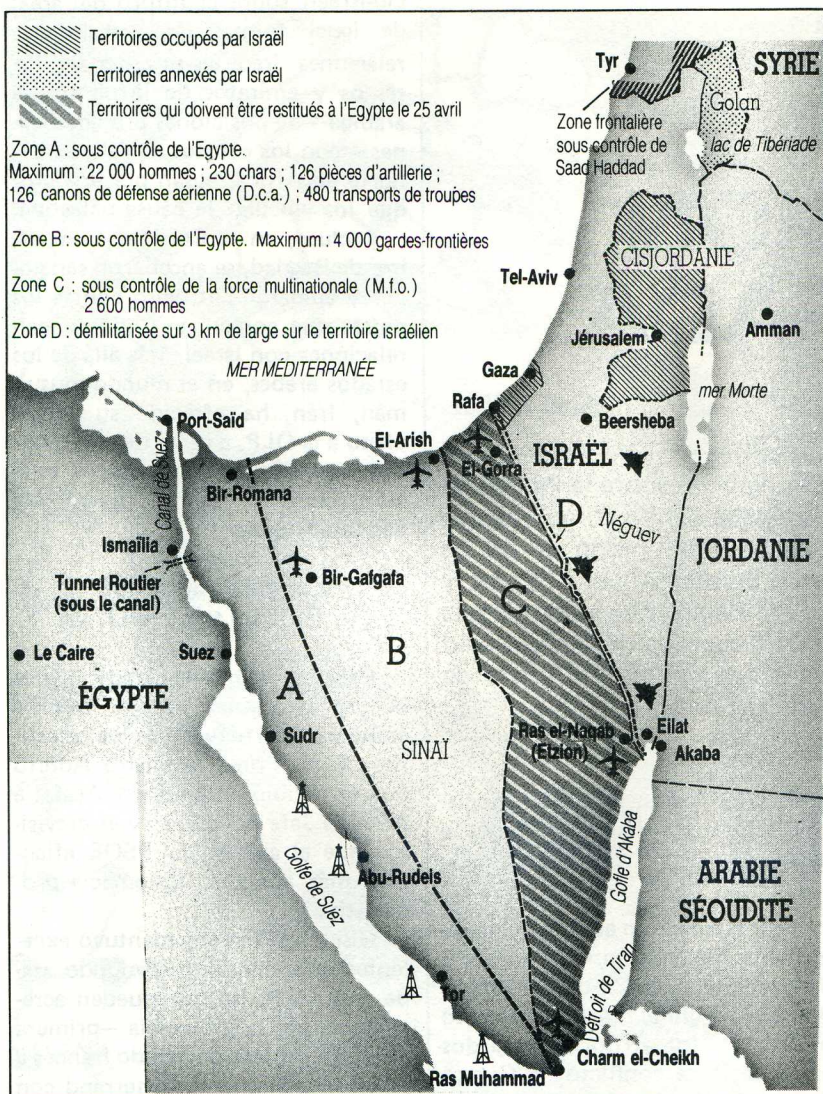 Territoires occupés par Israël
Territoires annexés par Israël
Territoires qui doivent être restitués à l'Egypte le 25 avril
Zone A : sous contrôle de l'Egypte.
Maximum : 22 000 hommes ; 230 chars ; 126 pièces d'artillerie ;
126 canons de défense aérienne (D.c.a.) ; 480 transports de troupes
Zone B : sous contrôle de l'Egypte. Maximum : 4 000 gardes-frontières
Zone C : sous contrôle de la force multinationale (M.f.o.)
2 600 hommes
Zone D : démilitarisée sur 3 km de large sur le territoire israélien
Tyr
SYRIE
Golan
Zone frontalière
sous contrôle de
Saad Haddad
lac de Tibériade
CISJORDANIE
Tel-Aviv
Amman
Jérusalem
MER MÉDITERRANÉE
Gaza
mer Morte
Rafa
Port-Saïd
Beersheba
El-Arish
El-Gorra
ISRAËL
Canal de Suez
Bir-Romana
D
Néguev
JORDANIE
Ismaïlia
Tunnel Routier
(sous le canal)
Bir-Gafgafa
C
B
Le Caire
Suez
A
ÉGYPTE
Sudr
SINAÏ
Ras el-Naqab
(Etzion)
Eilat
Akaba
Golfe d'Akaba
Golfe de Suez
Abu-Rudeis
ARABIE
SÉOUDITE
Tor
Détroit de Tiran
Charm el-Cheikh
Ras Muhammad